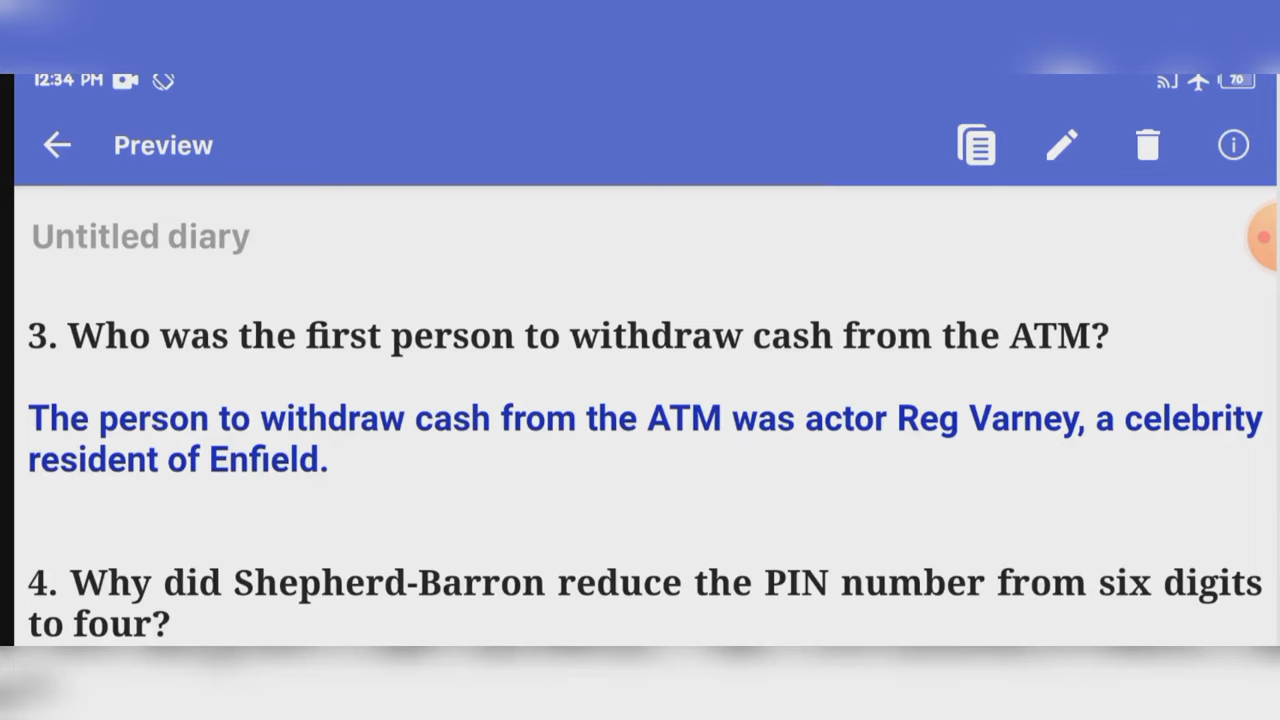 12:34 PM
70
Preview
Untitled diary
3. Who was the first person to withdraw cash from the ATM?
The person to withdraw cash from the ATM was actor Reg Varney, a celebrity
resident of Enfield.
4. Why did Shepherd-Barron reduce the PIN number from six digits
to four?